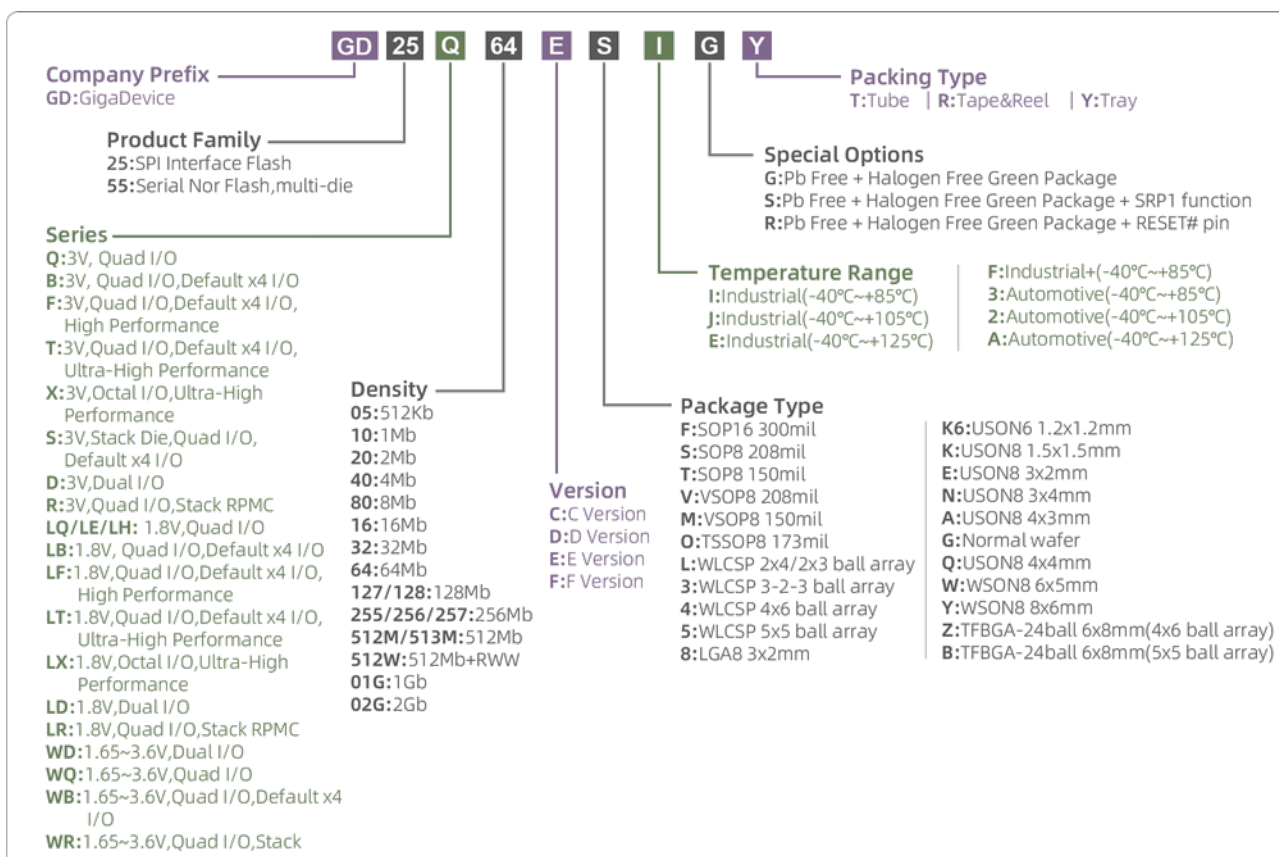 GD 25 Q 64 E S I G Y
Company Prefix
GD:GigaDevice
Packing Type
T:Tube | R:Tape&Reel | Y:Tray
Product Family
25:SPI Interface Flash
55:Serial Nor Flash,multi-die
Special Options
G:Pb Free + Halogen Free Green Package
S:Pb Free + Halogen Free Green Package + SRP1 function
R:Pb Free + Halogen Free Green Package + RESET# pin
Series
Q:3V, Quad I/O
B:3V, Quad I/O,Default x4 I/O
F:3V,Quad I/O,Default x4 I/O,
High Performance
T:3V,Quad I/O,Default x4 I/O,
Ultra-High Performance
X:3V,Octal I/O,Ultra-High
Performance
S:3V,Stack Die,Quad I/O,
Default x4 I/O
D:3V,Dual I/O
R:3V,Quad I/O,Stack RPMC
LQ/LE/LH: 1.8V,Quad I/O
LB:1.8V, Quad I/O,Default x4 I/O
LF:1.8V,Quad I/O,Default x4 I/O,
High Performance
LT:1.8V,Quad I/O,Default x4 I/O,
Ultra-High Performance
LX:1.8V,Octal I/O,Ultra-High
Performance
LD:1.8V,Dual I/O
LR:1.8V,Quad I/O,Stack RPMC
WD:1.65~3.6V,Dual I/O
WQ:1.65~3.6V,Quad I/O
WB:1.65~3.6V,Quad I/O,Default x4
I/O
WR:1.65~3.6V,Quad I/O,Stack
Temperature Range
I:Industrial(-40℃~+85℃)
J:Industrial(-40℃~+105℃)
E:Industrial(-40℃~+125℃)
F:Industrial+(-40℃~+85℃)
3:Automotive(-40℃~+85℃)
2:Automotive(-40℃~+105℃)
A:Automotive(-40℃~+125℃)
Density
05:512Kb
10:1Mb
20:2Mb
40:4Mb
80:8Mb
16:16Mb
32:32Mb
64:64Mb
127/128:128Mb
255/256/257:256Mb
512M/513M:512Mb
512W:512Mb+RWW
01G:1Gb
02G:2Gb
Version
C:C Version
D:D Version
E:E Version
F:F Version
Package Type
F:SOP16 300mil
S:SOP8 208mil
T:SOP8 150mil
V:VSOP8 208mil
M:VSOP8 150mil
O:TSSOP8 173mil
L:WLCSP 2x4/2x3 ball array
3:WLCSP 3-2-3 ball array
4:WLCSP 4x6 ball array
5:WLCSP 5x5 ball array
8:LGA8 3x2mm
K6:USON6 1.2x1.2mm
K:USON8 1.5x1.5mm
E:USON8 3x2mm
N:USON8 3x4mm
A:USON8 4x3mm
G:Normal wafer
Q:USON8 4x4mm
W:WSON8 6x5mm
Y:WSON8 8x6mm
Z:TFBGA-24ball 6x8mm(4x6 ball array)
B:TFBGA-24ball 6x8mm(5x5 ball array)